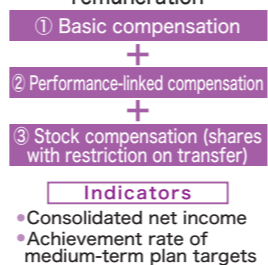 remuneration
① Basic compensation
+
② Performance-linked compensation
+
③ Stock compensation (shares
with restriction on transfer)
Indicators
●Consolidated net income
●Achievement rate of
medium-term plan targets